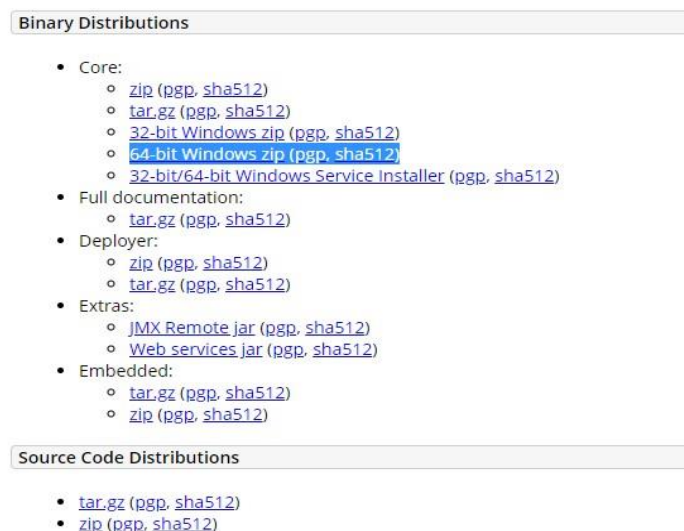 Binary Distributions
Core:
zip (pgp, sha512)
tar.gz (pgp, sha512)
32-bit Windows zip (pgp, sha512)
64-bit Windows zip (pgp, sha512)
32-bit/64-bit Windows Service Installer (pgp, sha512)
Full documentation:
tar.gz (pgp, sha512)
Deployer:
zip (pgp, sha512)
tar.gz (pgp, sha512)
Extras:
JMX Remote jar (pgp, sha512)
Web services jar (pgp, sha512)
Embedded:
tar.gz (pgp, sha512)
zip (pgp, sha512)
Source Code Distributions
tar.gz (pgp, sha512)
zip (pgp, sha512)